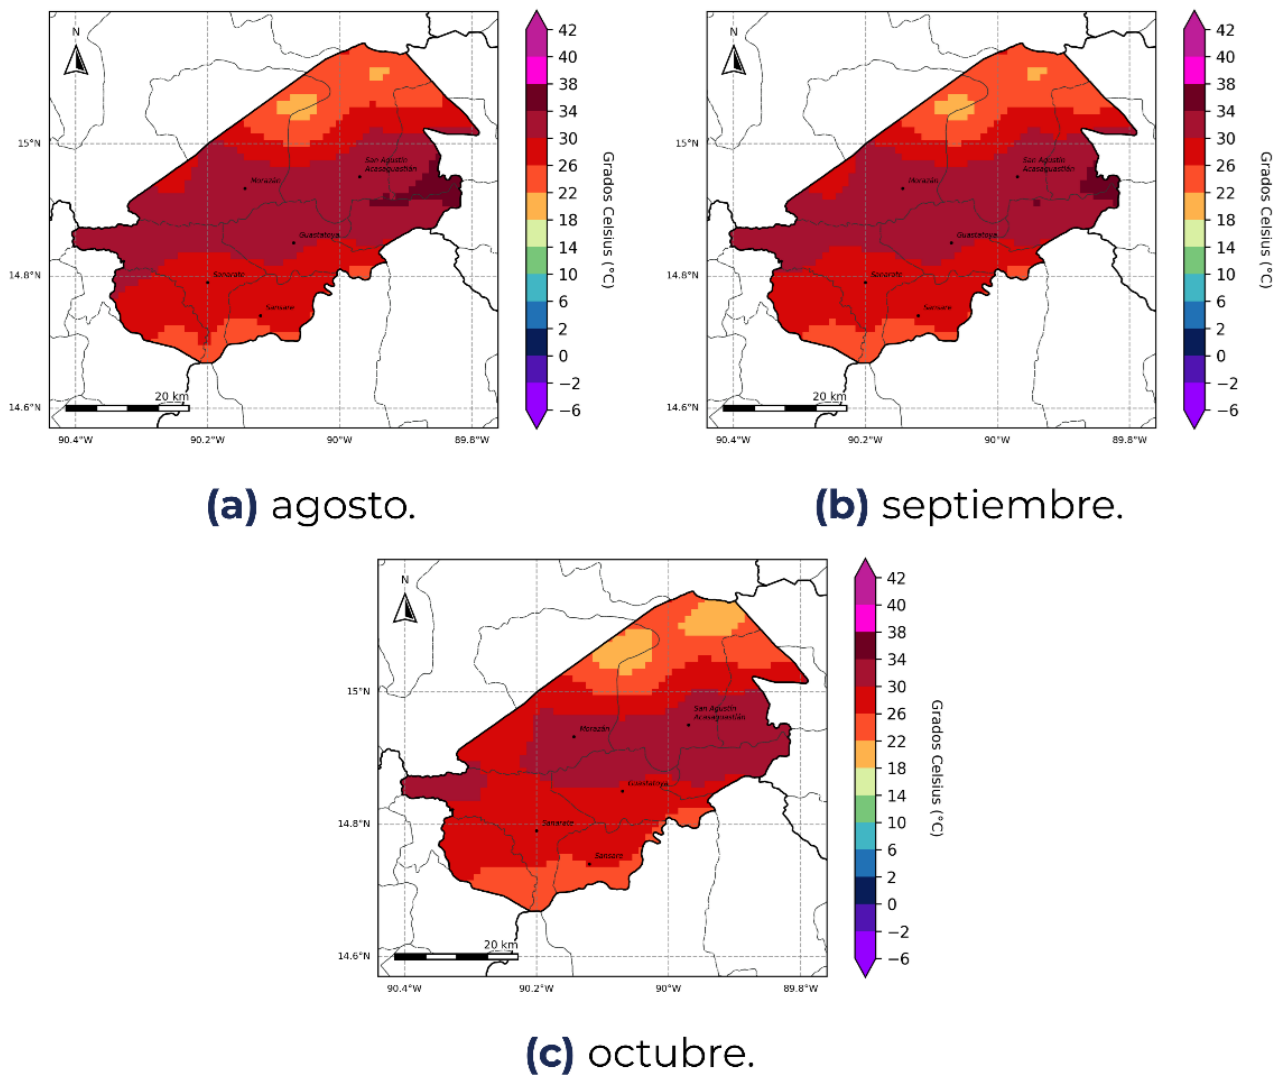 N
15°N
14.8°N
14.6°N
90.4°W
90.2°W
90°W
89.8°W
San Agustín
Acasaguastlán
Morazán
Guastatoya
Sanarate
Sansare
20 km
42
40
38
34
30
26
22
18
14
10
6
2
0
−2
−6
Grados Celsius (°C)
N
15°N
14.8°N
14.6°N
90.4°W
90.2°W
90°W
89.8°W
San Agustín
Acasaguastlán
Morazán
Guastatoya
Sanarate
Sansare
20 km
42
40
38
34
30
26
22
18
14
10
6
2
0
−2
−6
Grados Celsius (°C)
(a) agosto.
(b) septiembre.
N
15°N
14.8°N
14.6°N
90.4°W
90.2°W
90°W
89.8°W
San Agustín
Acasaguastlán
Morazán
Guastatoya
Sanarate
Sansare
20 km
42
40
38
34
30
26
22
18
14
10
6
2
0
−2
−6
Grados Celsius (°C)
(c) octubre.